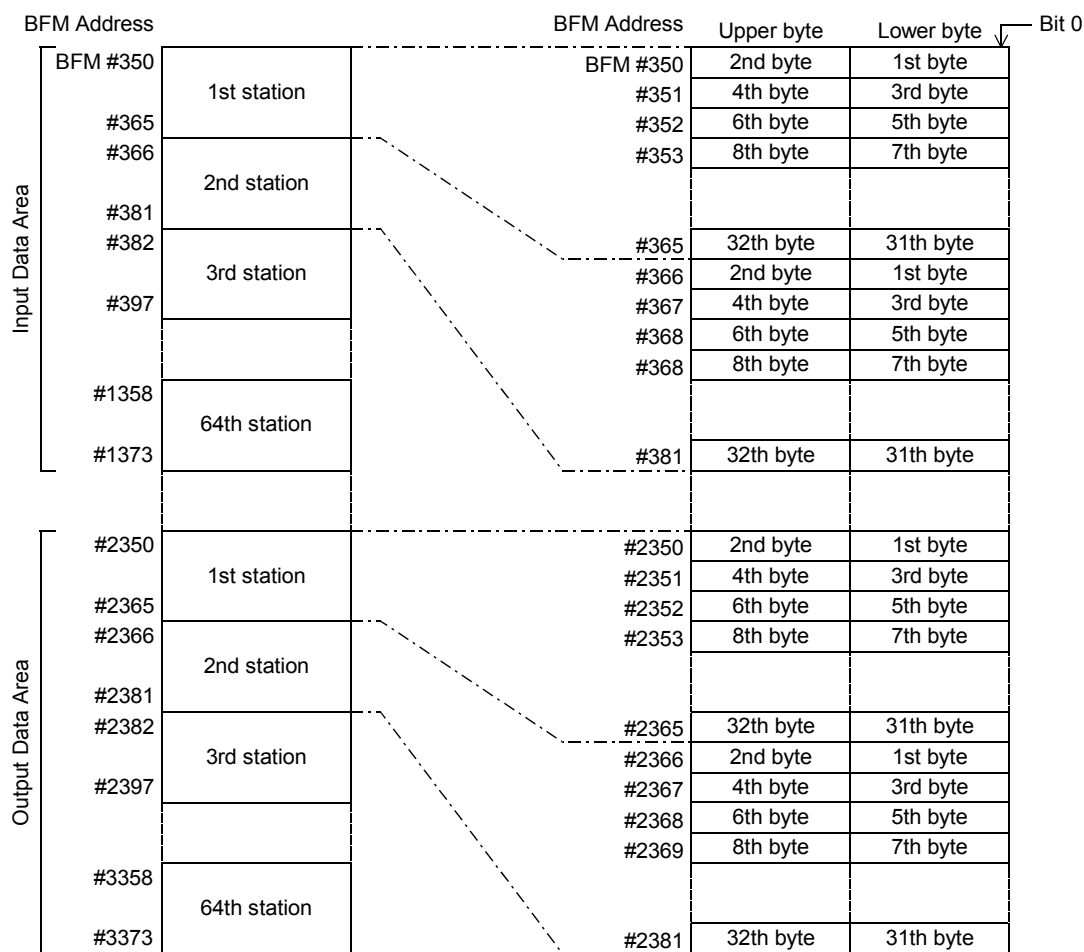 BFM Address BFM Address Upper byte Lower byte Bit 0
BFM #350 BFM #350 2nd byte 1st byte
1st station #351 4th byte 3rd byte
#365 #352 6th byte 5th byte
#366 #353 8th byte 7th byte
2nd station
#381
#382 #365 32th byte 31th byte
3rd station #366 2nd byte 1st byte
#397 #367 4th byte 3rd byte
#368 6th byte 5th byte
#368 8th byte 7th byte
#1358
64th station
#1373 #381 32th byte 31th byte
Input Data Area
#2350 #2350 2nd byte 1st byte
1st station #2351 4th byte 3rd byte
#2365 #2352 6th byte 5th byte
#2366 #2353 8th byte 7th byte
2nd station
#2381
#2382 #2365 32th byte 31th byte
3rd station #2366 2nd byte 1st byte
#2397 #2367 4th byte 3rd byte
#2368 6th byte 5th byte
#2369 8th byte 7th byte
#3358
64th station
#3373 #2381 32th byte 31th byte
Output Data Area